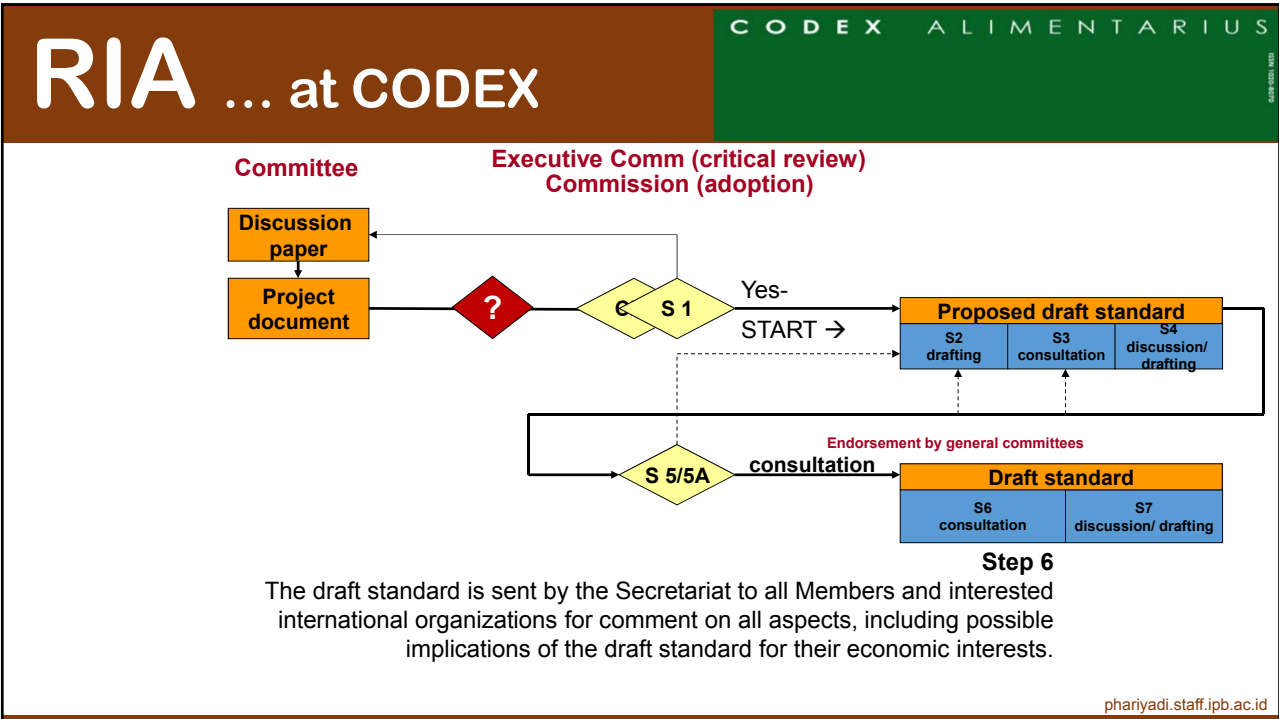 CODEX ALIMENTARIUS
ISSN 1020-8070
RIA ... at CODEX
Committee
Executive Comm (critical review)
Commission (adoption)
Discussion
paper
Project
document
?
C
S 1
Yes-
START →
Proposed draft standard
S2
drafting
S3
consultation
S4
discussion/
drafting
Endorsement by general committees
S 5/5A
consultation
Draft standard
S6
consultation
S7
discussion/ drafting
Step 6
The draft standard is sent by the Secretariat to all Members and interested
international organizations for comment on all aspects, including possible
implications of the draft standard for their economic interests.
phariyadi.staff.ipb.ac.id